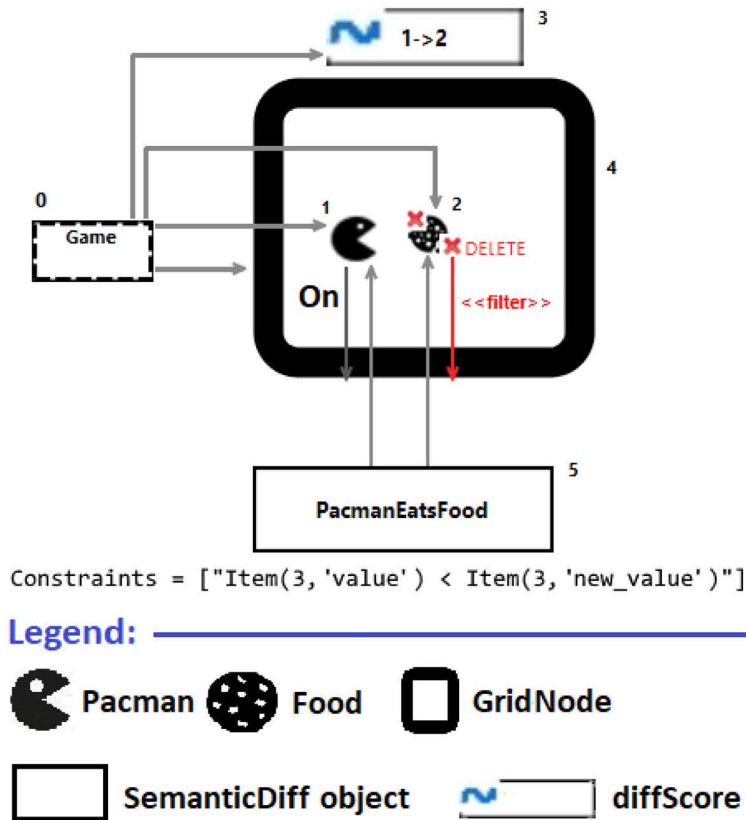 3
1->2
4
0
Game
1
2
DELETE
On
<<filter>>
5
PacmanEatsFood
Constraints = ["Item(3,'value') < Item(3,'new_value')"]
Legend:
Pacman
Food
GridNode
SemanticDiff object
diffScore